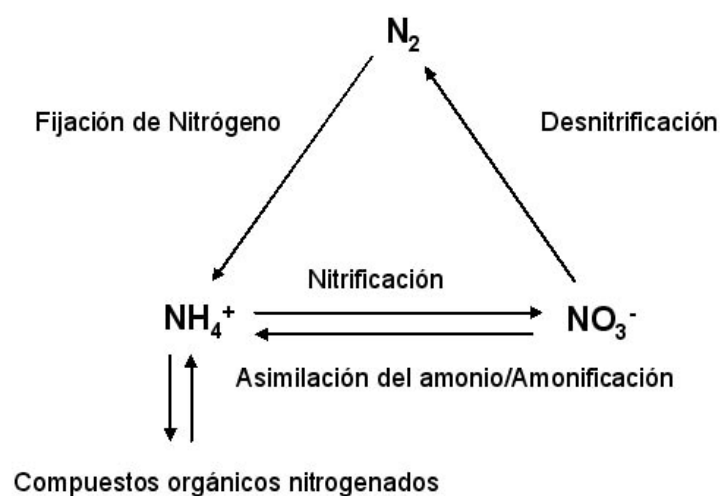 N₂
Fijación de Nitrógeno
Desnitrificación
Nitrificación
NH₄⁺
NO₃⁻
Asimilación del amonio/Amonificación
Compuestos orgánicos nitrogenados